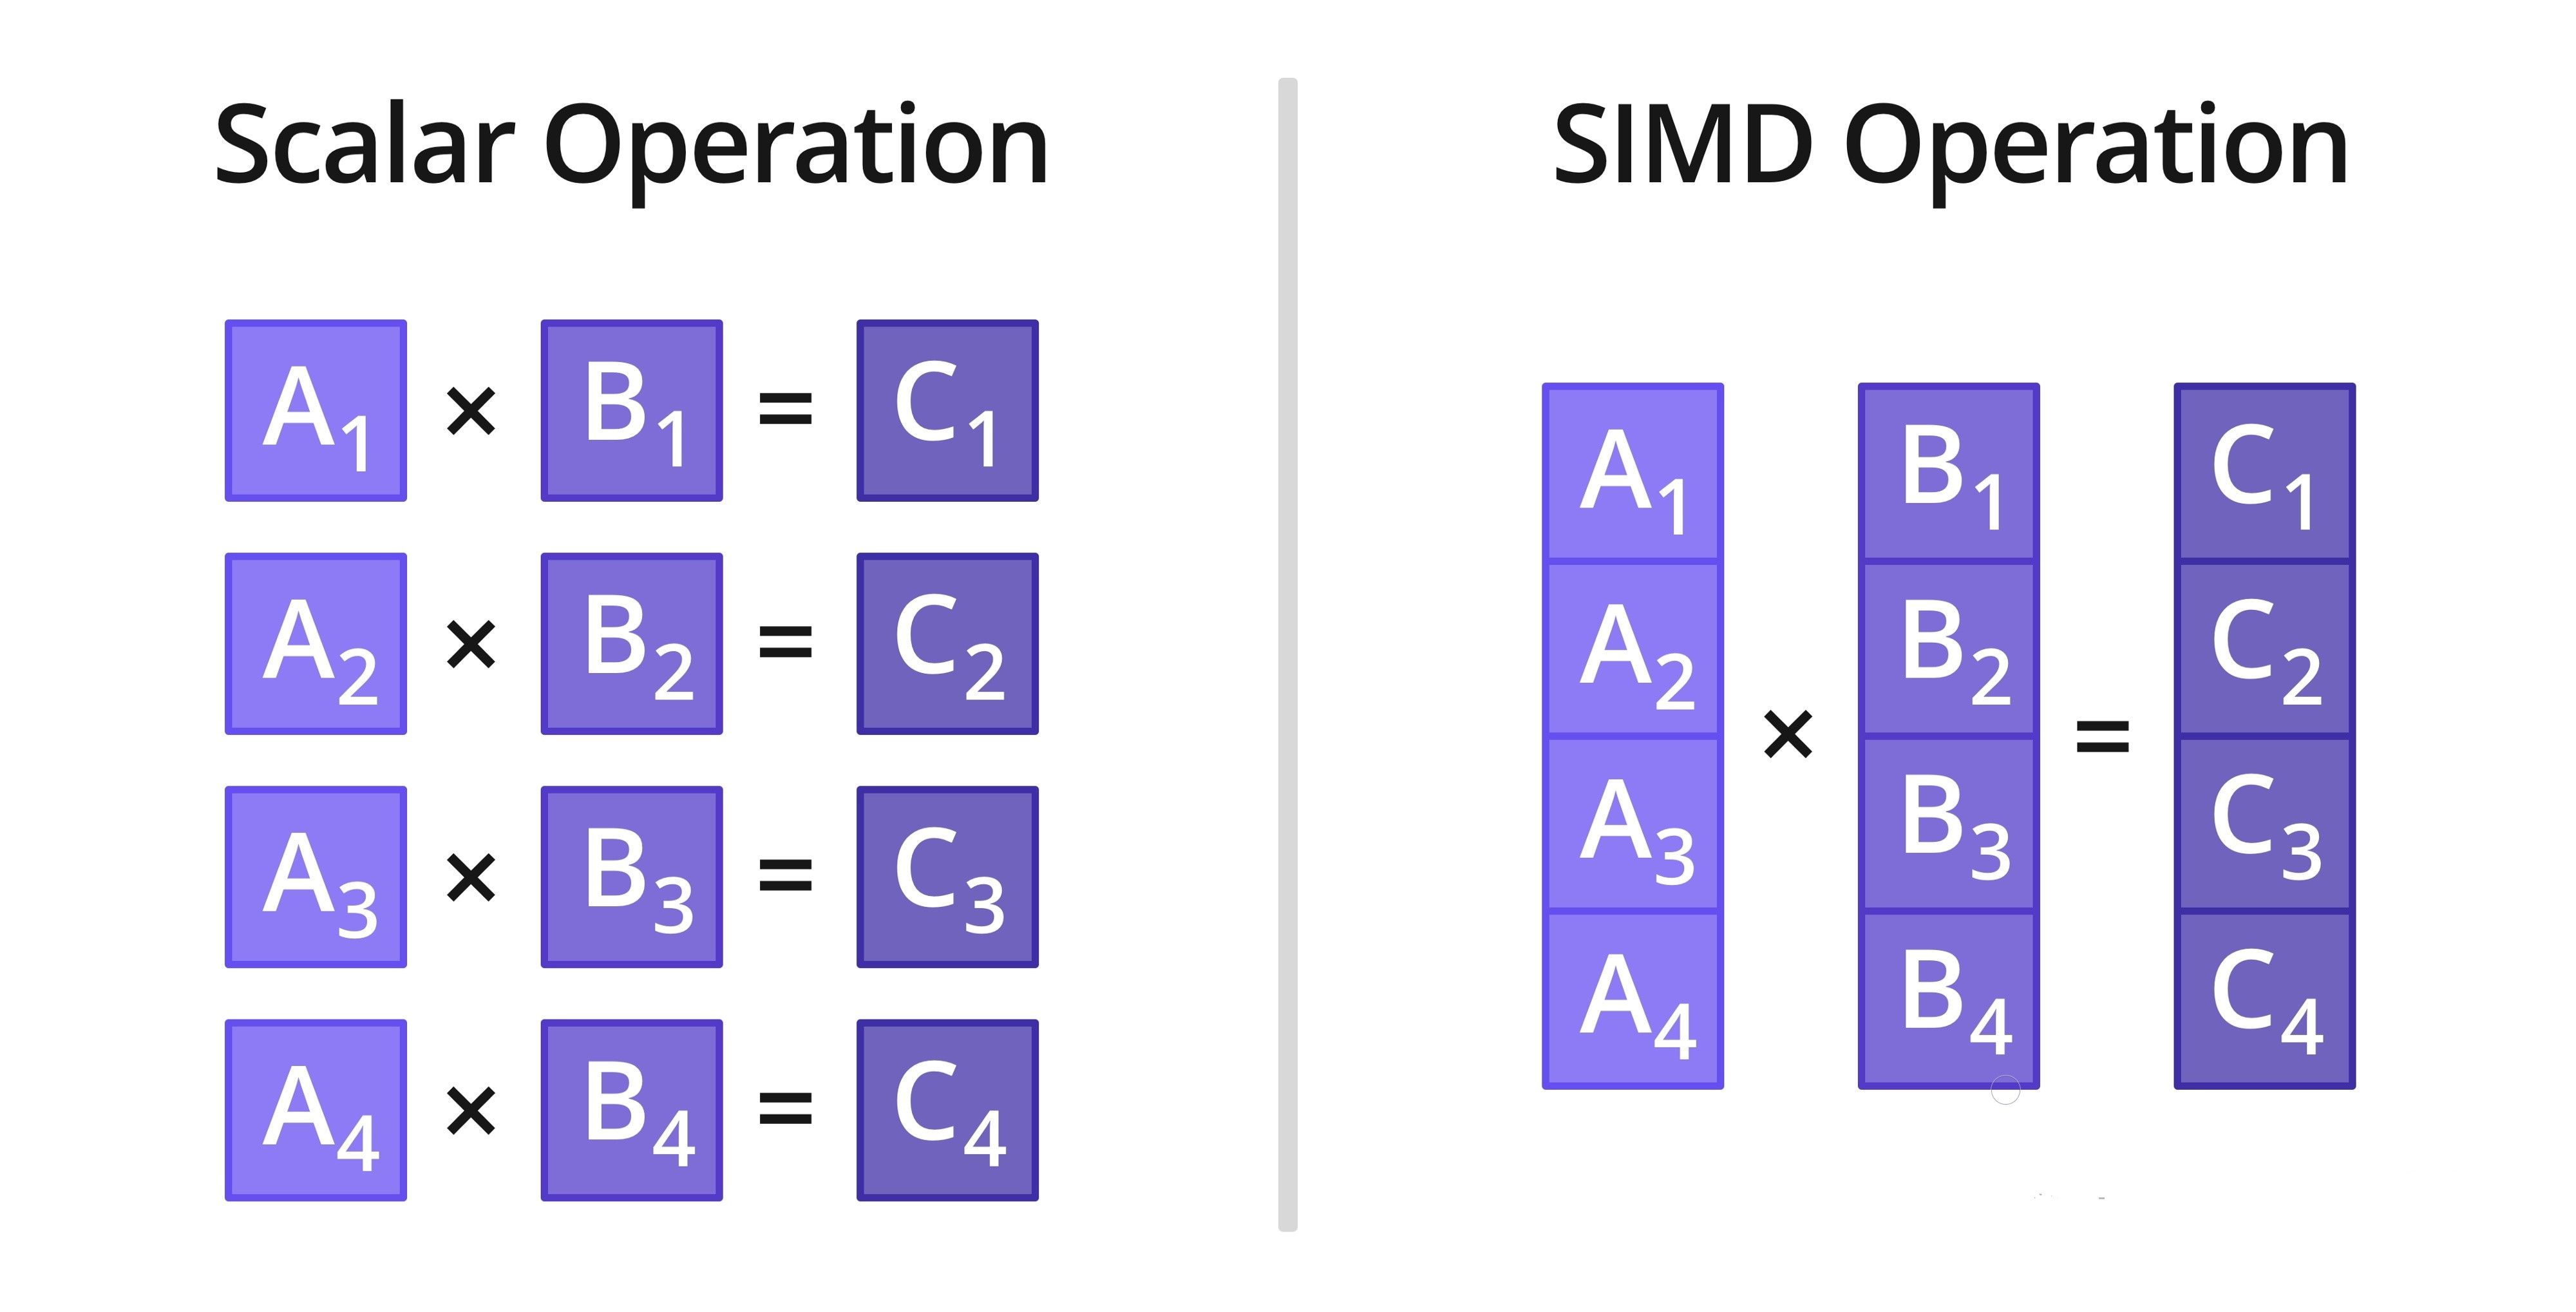 Scalar Operation
A₁ × B₁ = C₁
A₂ × B₂ = C₂
A₃ × B₃ = C₃
A₄ × B₄ = C₄
SIMD Operation
A₁ B₁ C₁
A₂ B₂ C₂
× =
A₃ B₃ C₃
A₄ B₄ C₄